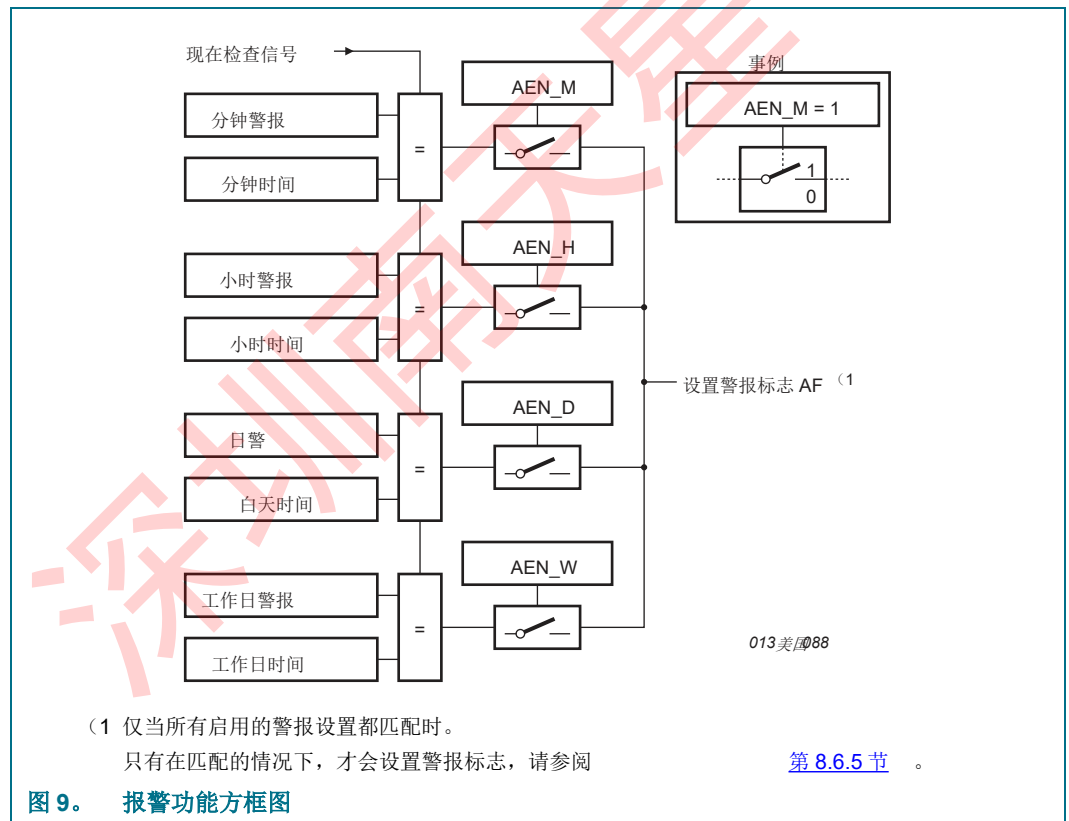 现在检查信号
事例
AEN_M
AEN_M = 1
分钟警报
=
1
分钟时间
0
AEN_H
小时警报
=
小时时间
设置警报标志 AF （1
AEN_D
日警
=
白天时间
AEN_W
工作日警报
=
013美国088
工作日时间
（1 仅当所有启用的警报设置都匹配时。
只有在匹配的情况下，才会设置警报标志，请参阅 第 8.6.5 节 。
图 9。 报警功能方框图
深圳南天星